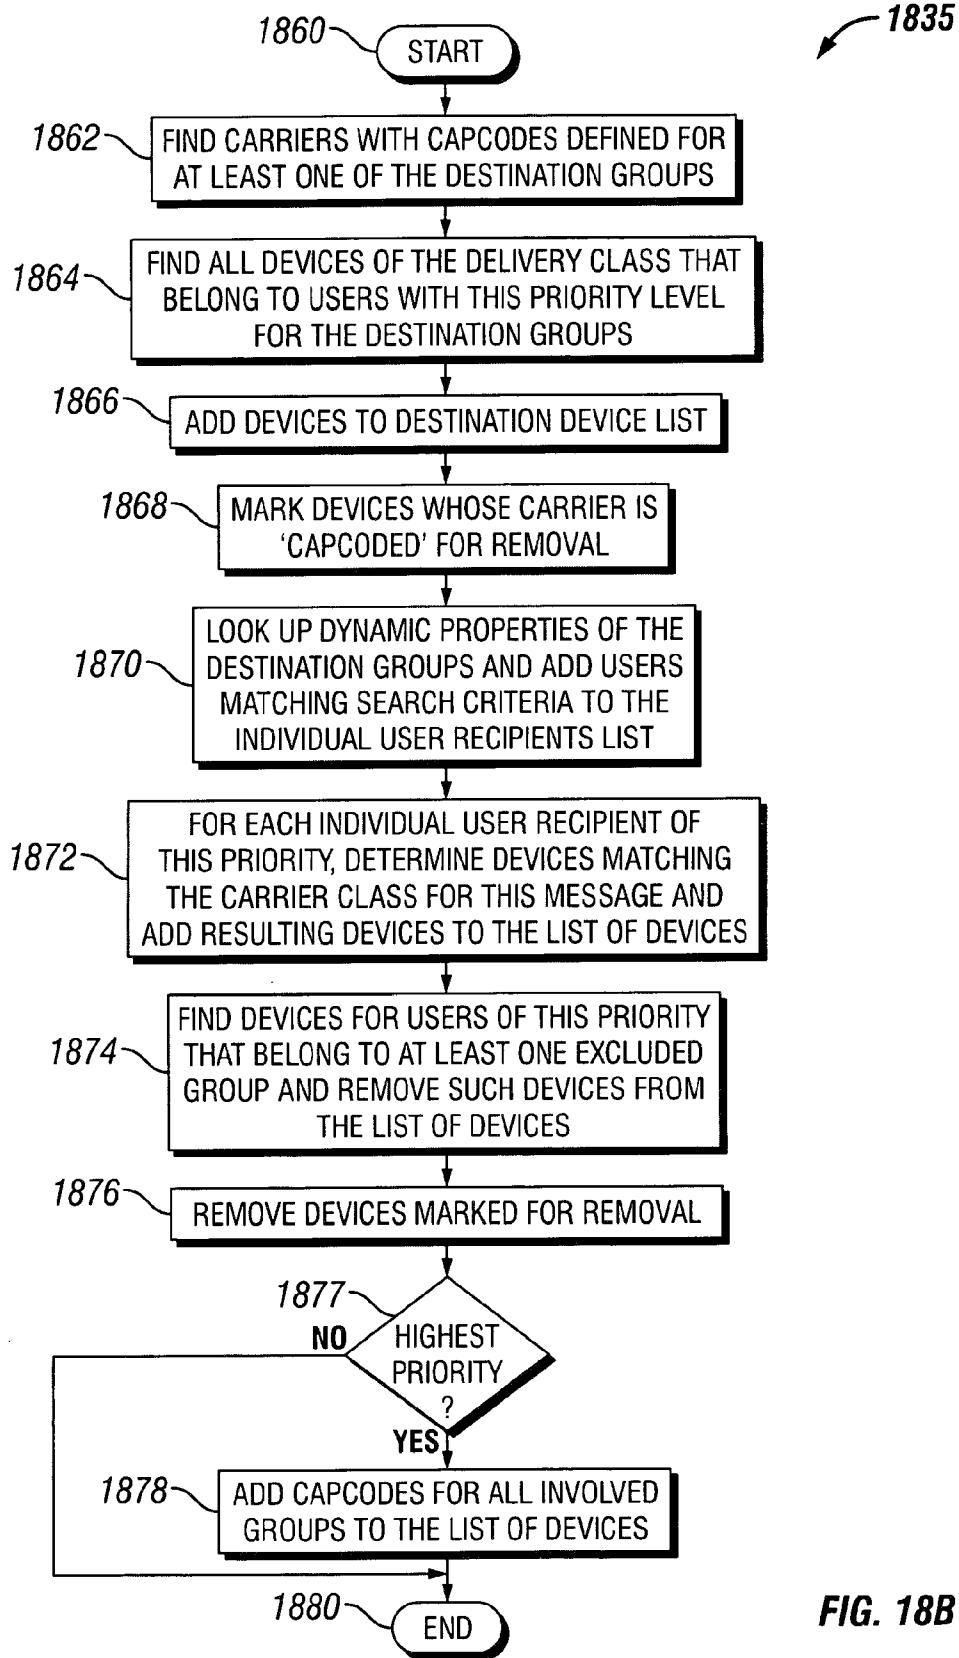 1835
1860
START
1862
FIND CARRIERS WITH CAPCODES DEFINED FOR
AT LEAST ONE OF THE DESTINATION GROUPS
1864
FIND ALL DEVICES OF THE DELIVERY CLASS THAT
BELONG TO USERS WITH THIS PRIORITY LEVEL
FOR THE DESTINATION GROUPS
1866
ADD DEVICES TO DESTINATION DEVICE LIST
1868
MARK DEVICES WHOSE CARRIER IS
'CAPCODED' FOR REMOVAL
1870
LOOK UP DYNAMIC PROPERTIES OF THE
DESTINATION GROUPS AND ADD USERS
MATCHING SEARCH CRITERIA TO THE
INDIVIDUAL USER RECIPIENTS LIST
1872
FOR EACH INDIVIDUAL USER RECIPIENT OF
THIS PRIORITY, DETERMINE DEVICES MATCHING
THE CARRIER CLASS FOR THIS MESSAGE AND
ADD RESULTING DEVICES TO THE LIST OF DEVICES
1874
FIND DEVICES FOR USERS OF THIS PRIORITY
THAT BELONG TO AT LEAST ONE EXCLUDED
GROUP AND REMOVE SUCH DEVICES FROM
THE LIST OF DEVICES
1876
REMOVE DEVICES MARKED FOR REMOVAL
1877
NO
HIGHEST
PRIORITY
?
YES
1878
ADD CAPCODES FOR ALL INVOLVED
GROUPS TO THE LIST OF DEVICES
1880
END
FIG. 18B